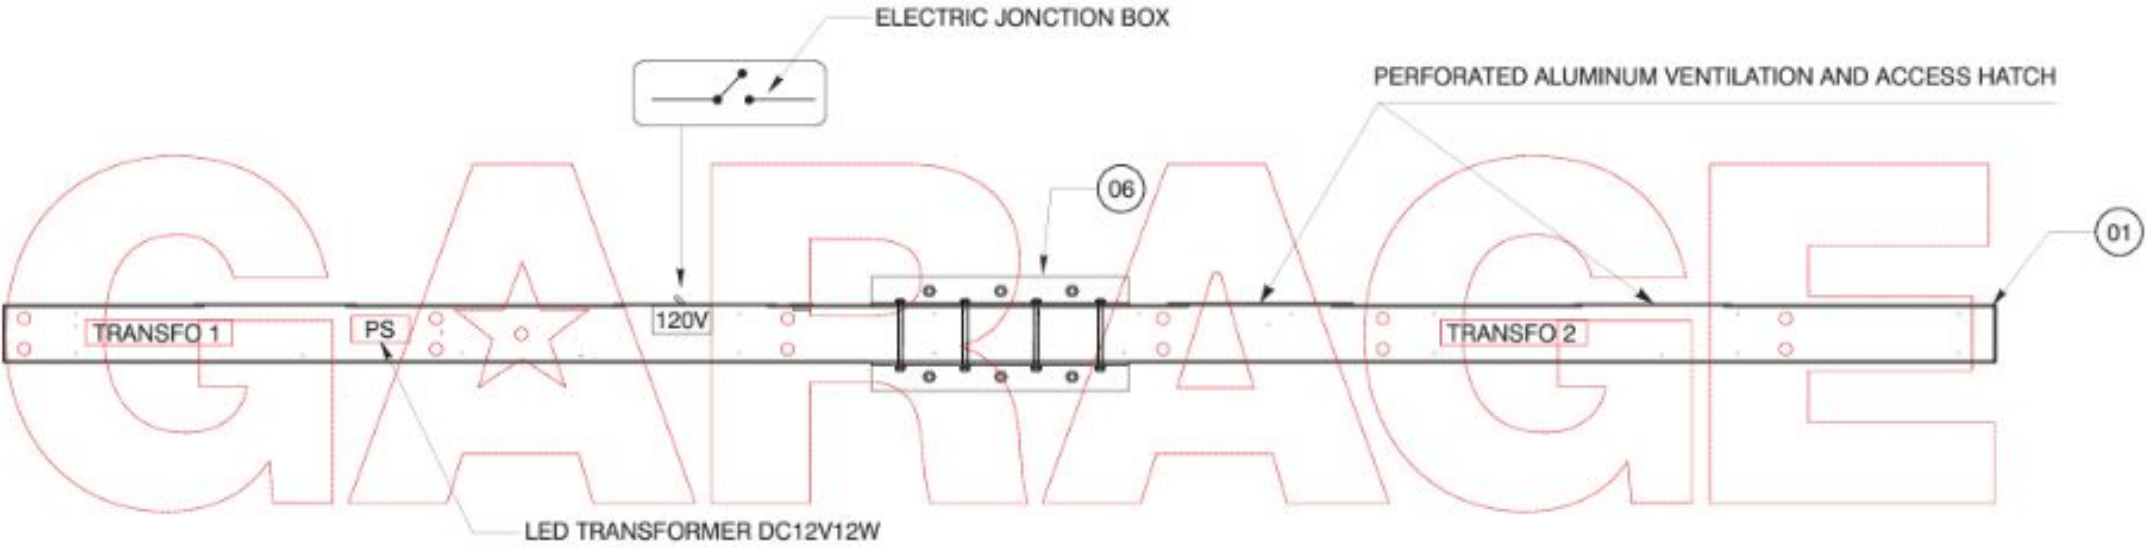 ELECTRIC JONCTION BOX
PERFORATED ALUMINUM VENTILATION AND ACCESS HATCH
06
01
GARAGE
120V
TRANSFO 1
PS
TRANSFO 2
LED TRANSFORMER DC12V12W